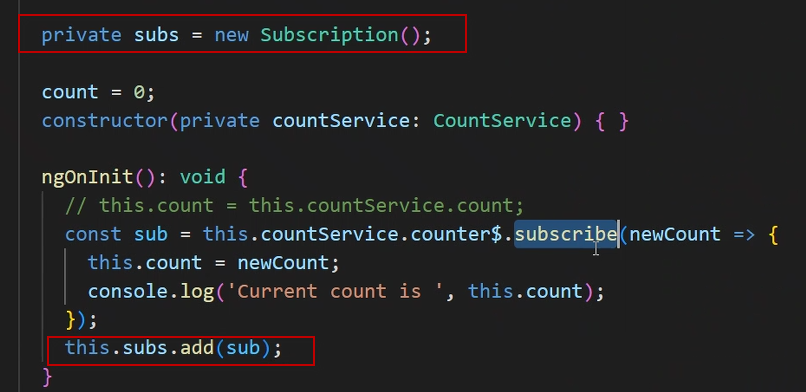 private subs = new Subscription();
count = 0;
constructor(private countService: CountService) { }
ngOnInit(): void {
// this.count = this.countService.count;
const sub = this.countService.counter$.subscribe(newCount => {
this.count = newCount;
console.log('Current count is ', this.count);
});
this.subs.add(sub);
}